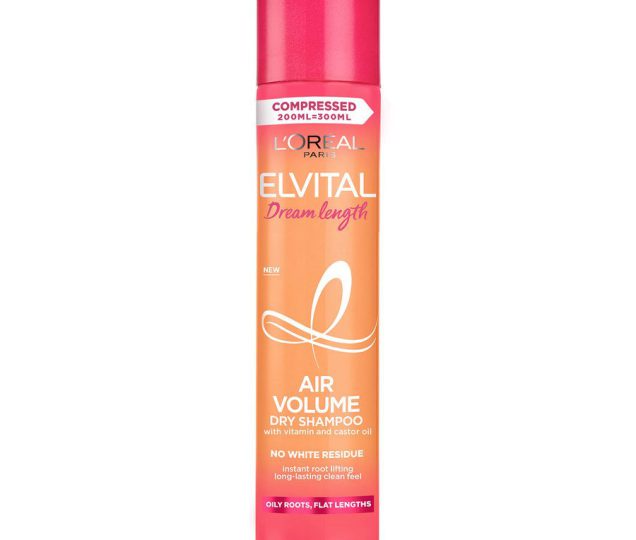 COMPRESSED
200ML=300ML
L'ORÉAL
PARIS
ELVITAL
Dream length
NEW
AIR
VOLUME
DRY SHAMPOO
with vitamin and castor oil
NO WHITE RESIDUE
instant root lifting
long-lasting clean feel
OILY ROOTS, FLAT LENGTHS